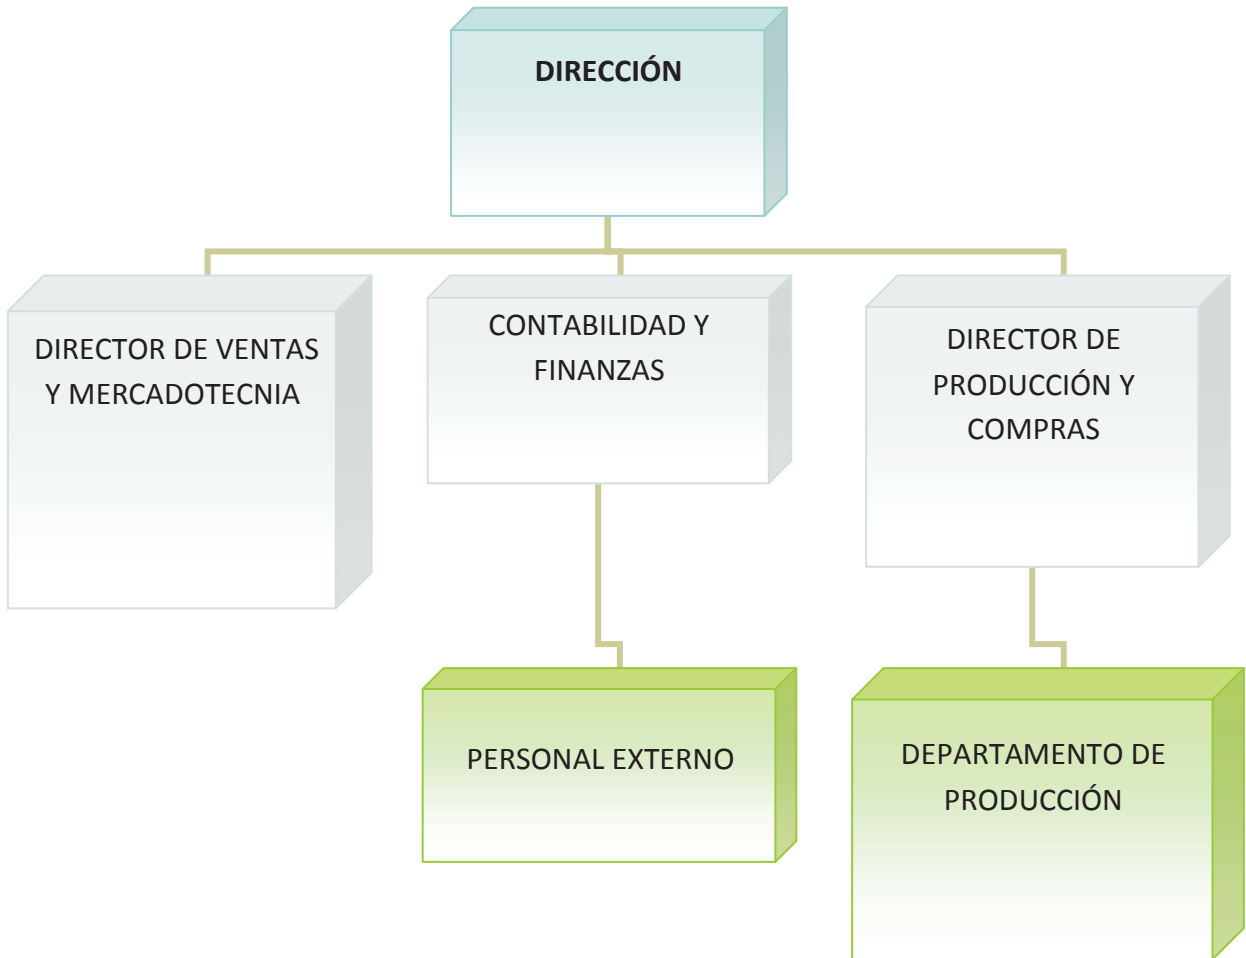 DIRECCIÓN
DIRECTOR DE VENTAS
Y MERCADOTECNIA
CONTABILIDAD Y
FINANZAS
DIRECTOR DE
PRODUCCIÓN Y
COMPRAS
PERSONAL EXTERNO
DEPARTAMENTO DE
PRODUCCIÓN